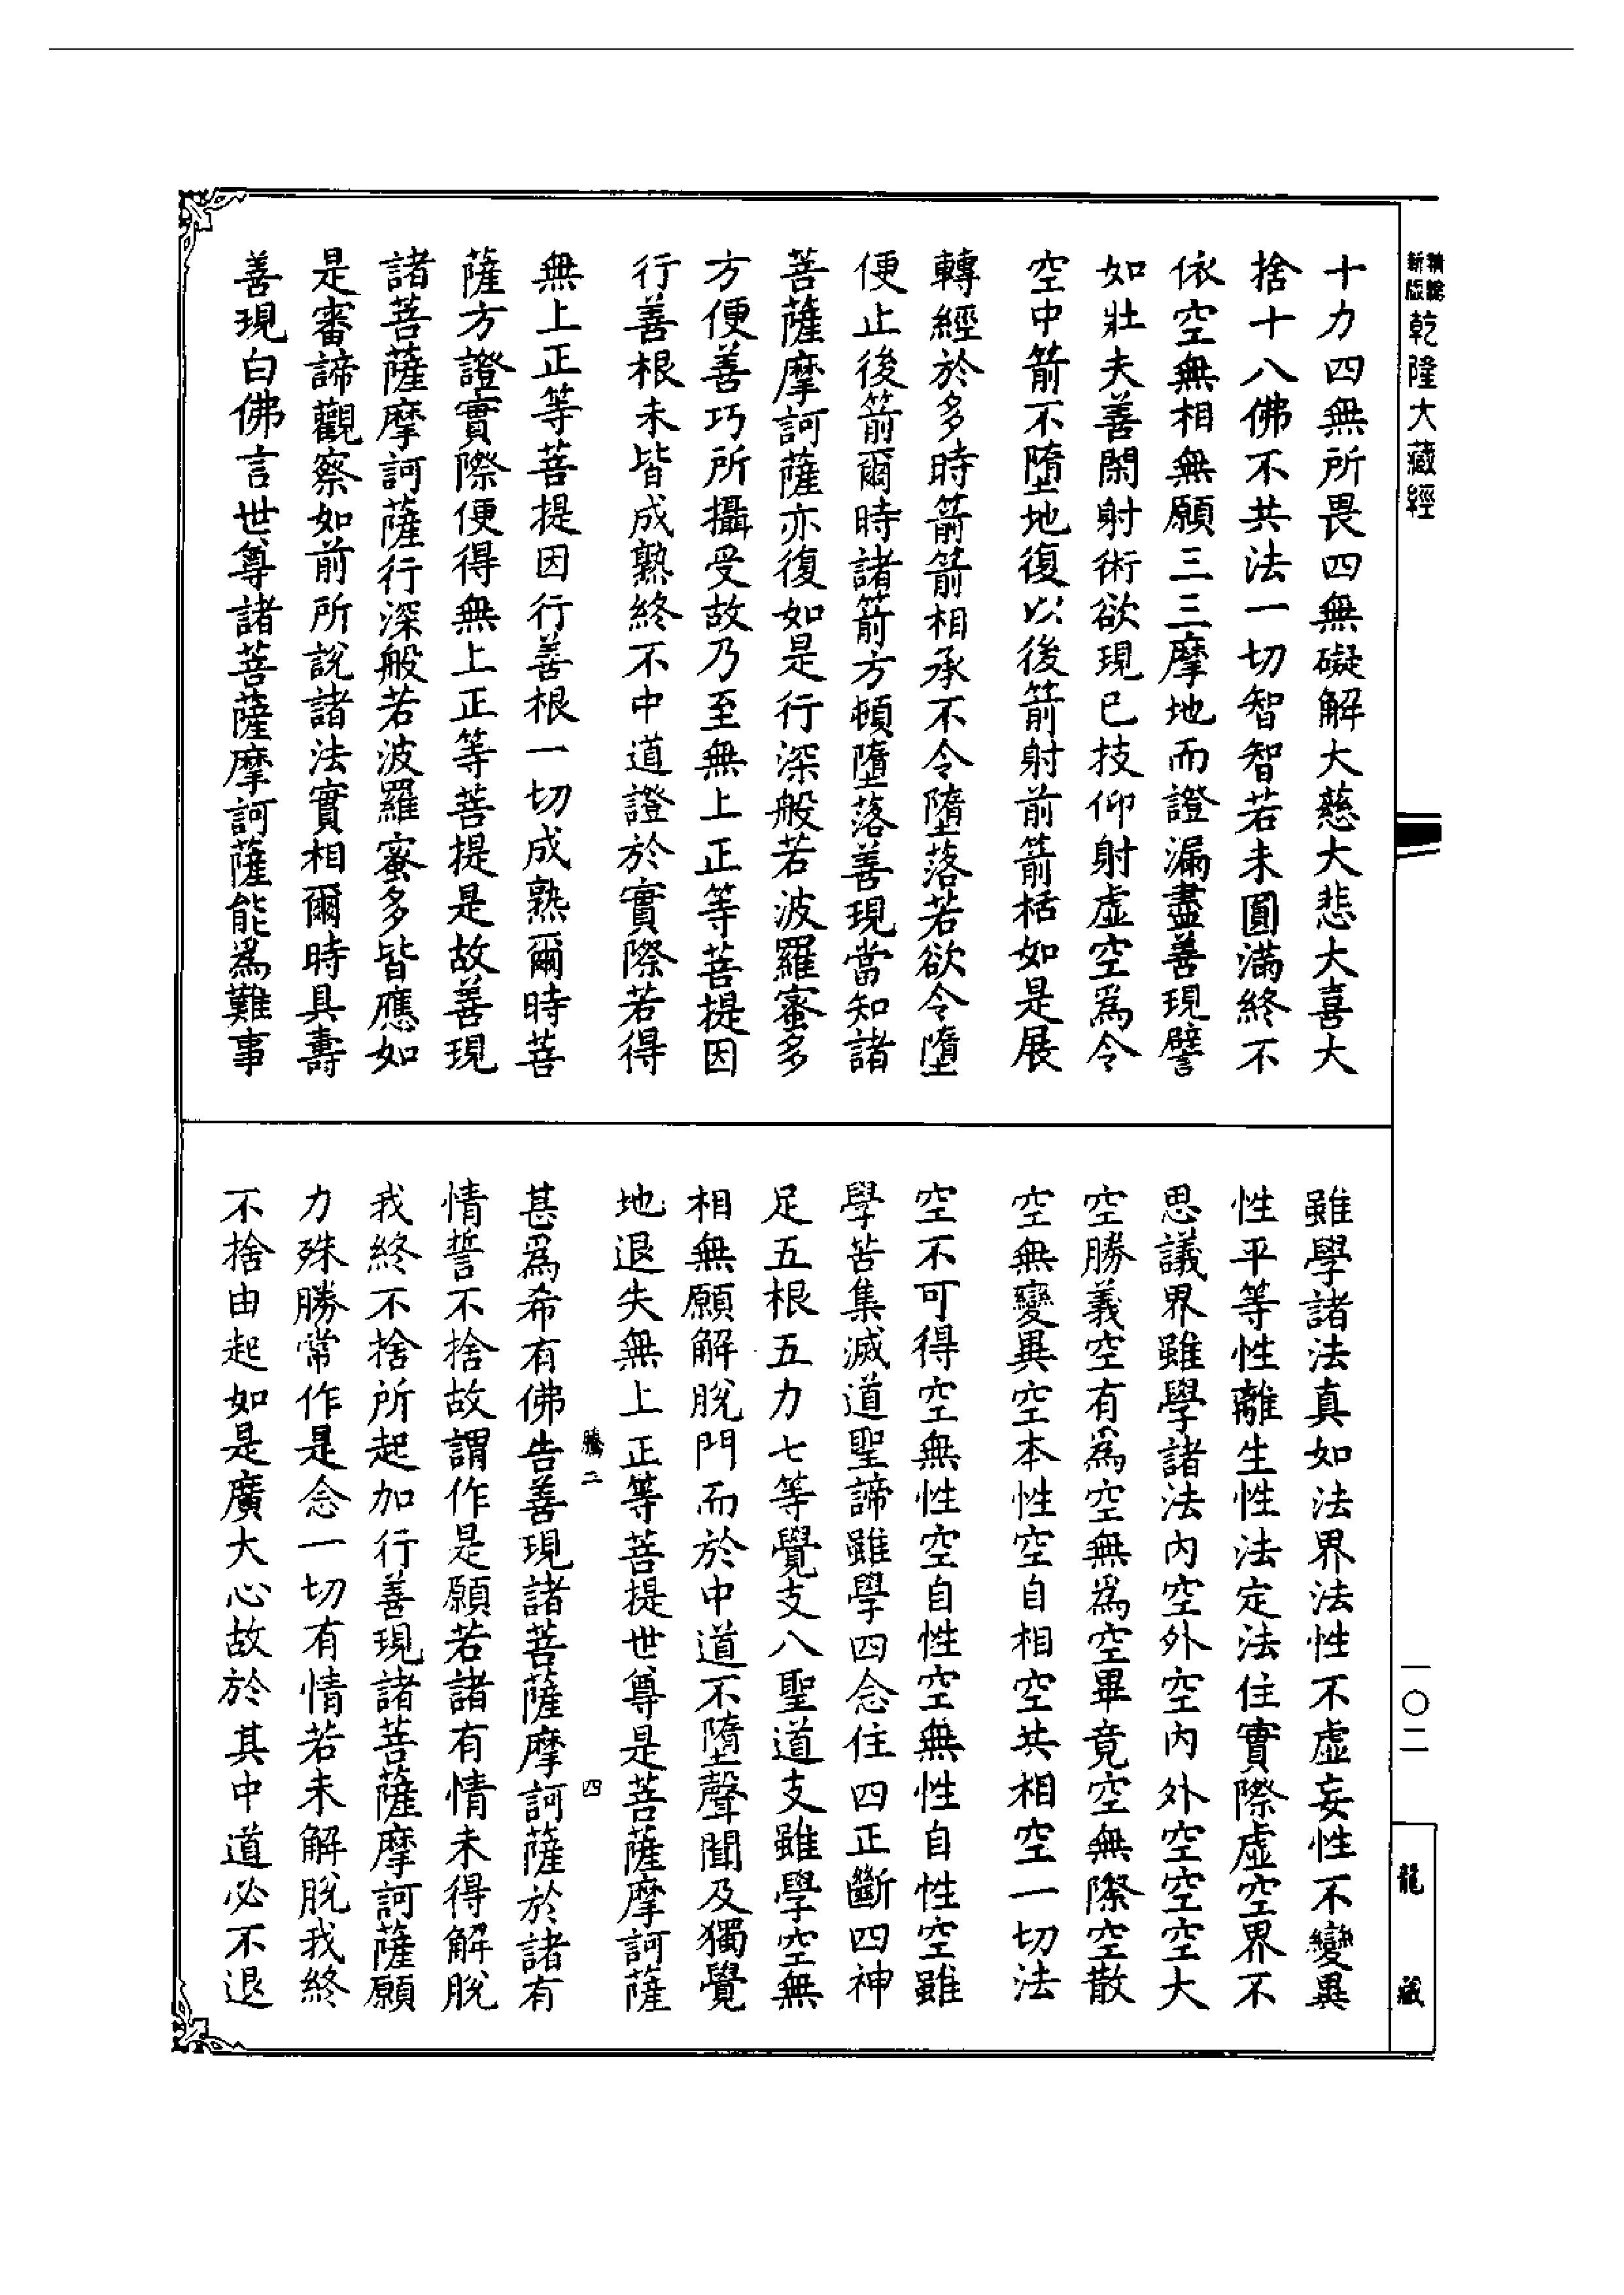 乾隆大藏經
十力四無所畏四無礙解大慈大悲大喜大
捨十八佛不共法一切智智若未圓滿終不
依空無相無願三三摩地而證漏盡善現譬
如壯夫善閑射術欲現已技仰射虛空爲令
空中箭不墮地復以後箭射前箭栝如是展
轉經於多時箭箭相承不令墮落若欲令墮
便止後箭爾時諸箭方頓墮落善現當知諸
菩薩摩訶薩亦復如是行深般若波羅蜜多
方便善巧所攝受故乃至無上正等菩提因
行善根未皆成熟終不中道證於實際若得
無上正等菩提因行善根一切成熟爾時菩
薩方證實際便得無上正等菩提是故善現
諸菩薩摩訶薩行深般若波羅蜜多皆應如
是審諦觀察如前所說諸法實相爾時具壽
善現白佛言世尊諸菩薩摩訶薩能爲難事
雖學諸法真如法界法性不虛妄性不變異
性平等性離生性法定法住實際虛空界不
思議界雖學諸法內空外空內外空空空大
空勝義空有爲空無爲空畢竟空無際空散
空無變異空本性空自相空共相空一切法
空不可得空無性空自性空無性自性空雖
學苦集滅道聖諦雖學四念住四正斷四神
足五根五力七等覺支八聖道支雖學空無
相無願解脫門而於中道不墮聲聞及獨覺
地退失無上正等菩提世尊是菩薩摩訶薩
甚爲希有佛告善現諸菩薩摩訶薩於諸有
情誓不捨故謂作是願若諸有情未得解脫
我終不捨所起加行善現諸菩薩摩訶薩願
力殊勝常作是念一切有情若未解脫我終
不捨由起如是廣大心故於其中道必不退
四
一〇二
龍藏